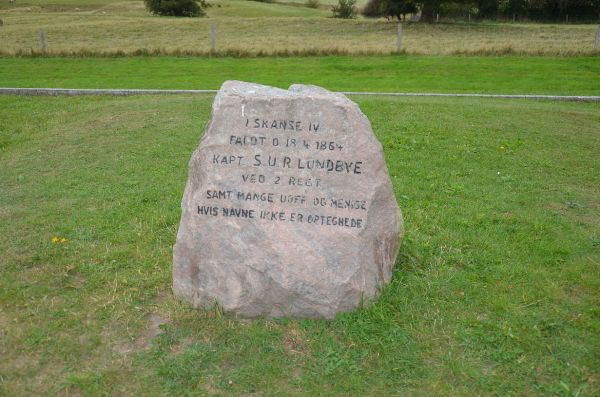 I SKANSE IV
FALDT D. 18.4 1864
KAPT. S.U.R. LUNDBYE
VED 2 REGT
SAMT MANGE UOFF OG MENIGE
HVIS NAVNE IKKE ER OPTEGNEDE